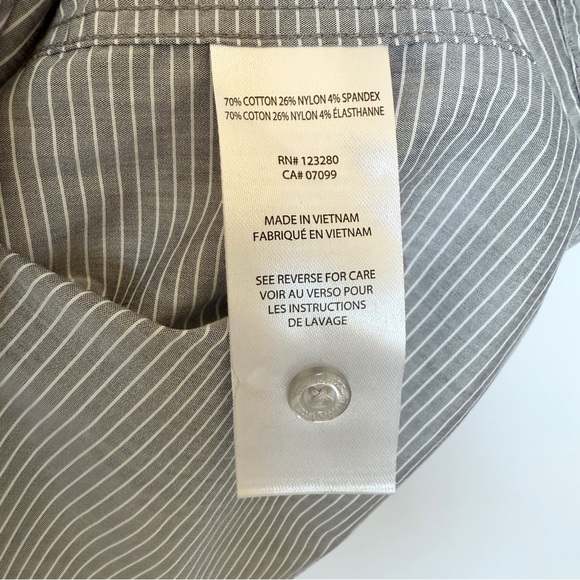 70% COTTON 26% NYLON 4% SPANDEX
70% COTON 26% NYLON 4% ÉLASTHANNE
RN# 123280
CA# 07099
MADE IN VIETNAM
FABRIQUÉ EN VIETNAM
SEE REVERSE FOR CARE
VOIR AU VERSO POUR
LES INSTRUCTIONS
DE LAVAGE